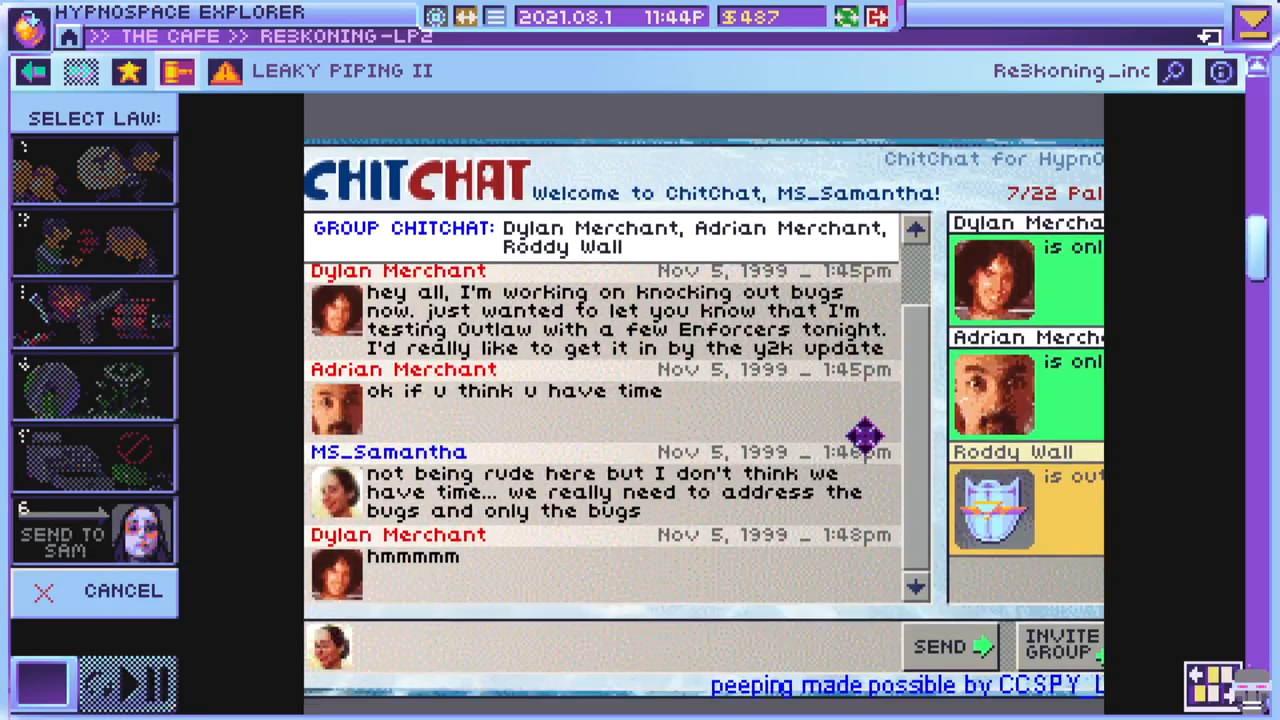 HYPNOSPACE EXPLORER
2021.08.1 11:44P
$487
>> THE CAFE >> RE3KONING-LP2
LEAKY PIPING II
Re3koning_inc
SELECT LAW:
6
SEND TO
SAM
CANCEL
CHITCHAT
ChitChat for Hypn
Welcome to ChitChat, MS_Samantha!
7/22 Pal
GROUP CHITCHAT: Dylan Merchant, Adrian Merchant,
Roddy Wall
Dylan Merchant Nov 5, 1999 _ 1:45pm
hey all, I'm working on knocking out bugs
now. just wanted to let you know that I'm
testing Outlaw with a few Enforcers tonight.
I'd really like to get it in by the y2k update
Adrian Merchant Nov 5, 1999 _ 1:45pm
ok if u think u have time
MS_Samantha Nov 5, 1999 _ 1:46pm
not being rude here but I don't think we
have time... we really need to address the
bugs and only the bugs
Dylan Merchant Nov 5, 1999 _ 1:48pm
hmmmmm
Dylan Mercha
is onl
Adrian Merch
is onl
Roddy Wall
is out
SEND
INVITE
GROUP
peeping made possible by CCSPY L